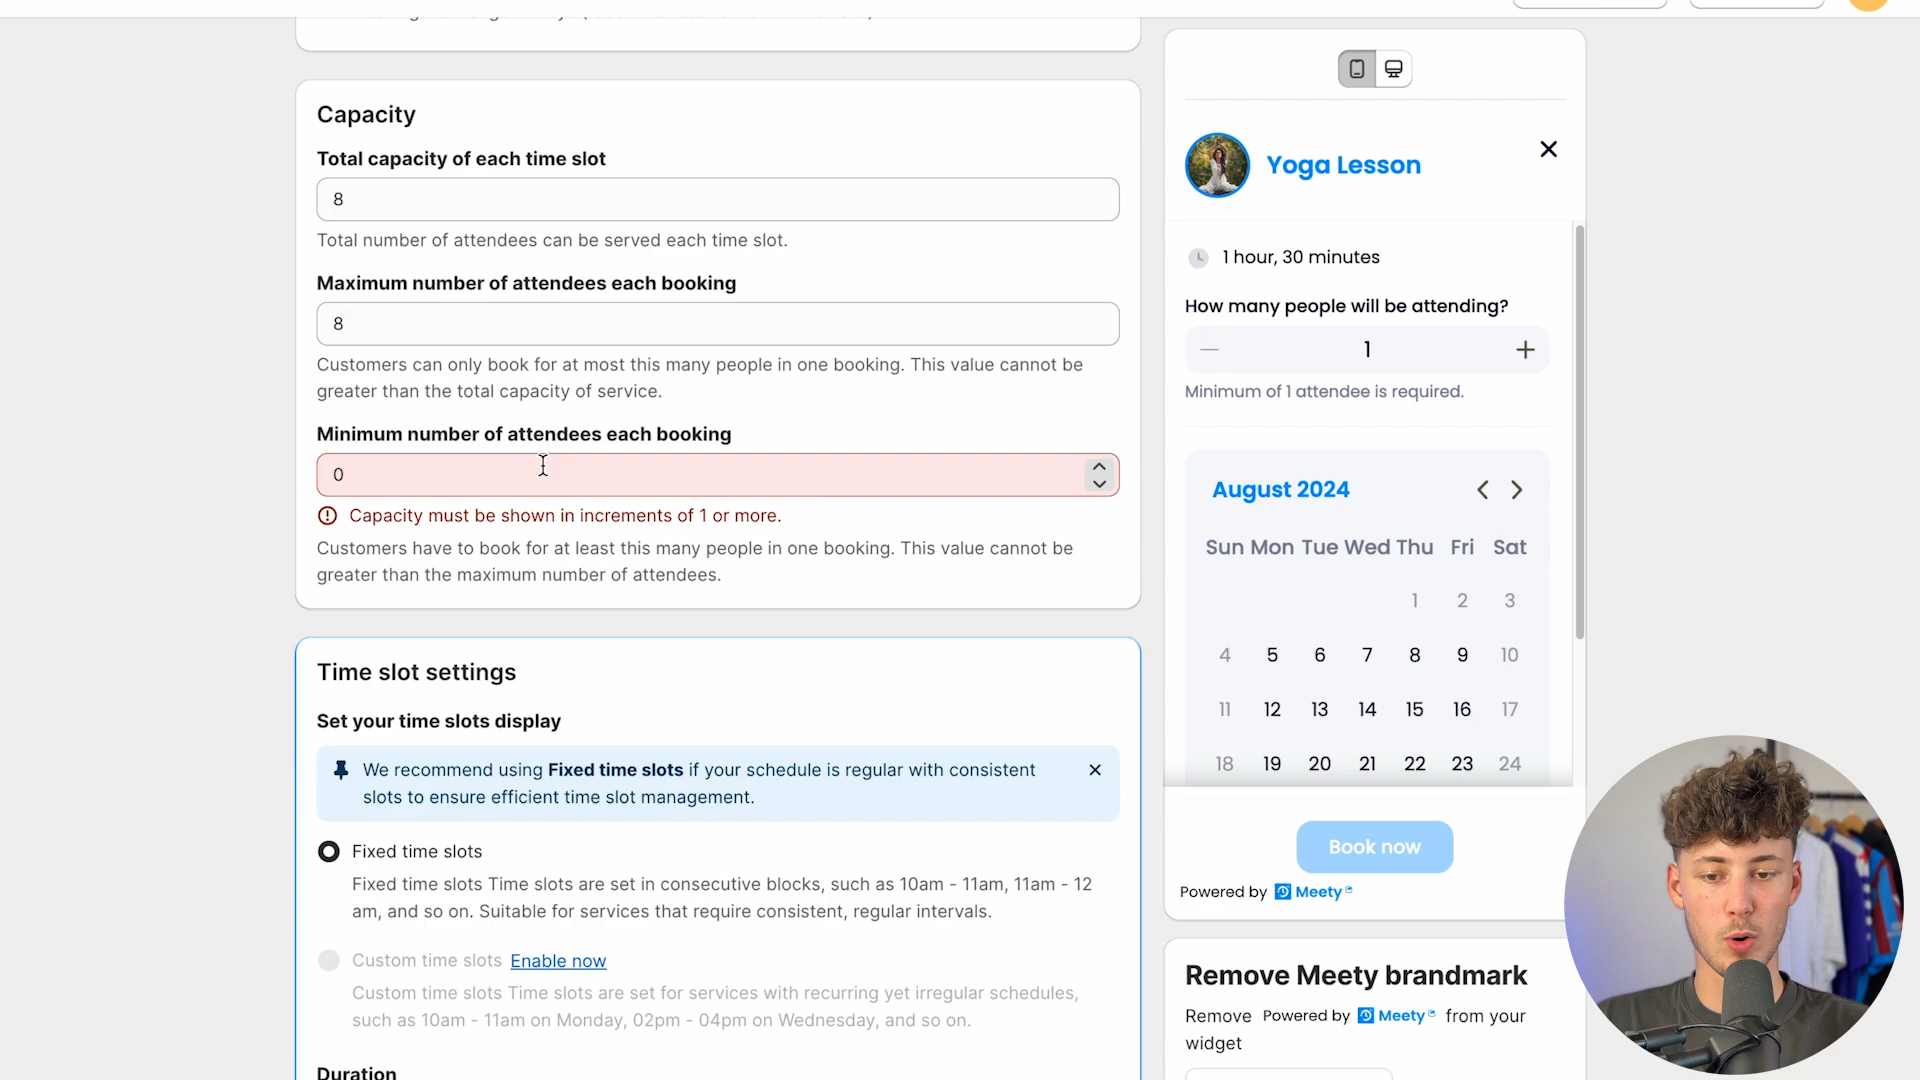 Capacity
Total capacity of each time slot
8
Total number of attendees can be served each time slot.
Maximum number of attendees each booking
8
Customers can only book for at most this many people in one booking. This value cannot be
greater than the total capacity of service.
Minimum number of attendees each booking
0
Capacity must be shown in increments of 1 or more.
Customers have to book for at least this many people in one booking. This value cannot be
greater than the maximum number of attendees.
Time slot settings
Set your time slots display
We recommend using Fixed time slots if your schedule is regular with consistent
slots to ensure efficient time slot management.
Fixed time slots
Fixed time slots Time slots are set in consecutive blocks, such as 10am - 11am, 11am - 12
am, and so on. Suitable for services that require consistent, regular intervals.
Custom time slots Enable now
Custom time slots Time slots are set for services with recurring yet irregular schedules,
such as 10am - 11am on Monday, 02pm - 04pm on Wednesday, and so on.
Duration
Yoga Lesson
1 hour, 30 minutes
How many people will be attending?
1
Minimum of 1 attendee is required.
August 2024
Sun Mon Tue Wed Thu Fri Sat
1 2 3
4 5 6 7 8 9 10
11 12 13 14 15 16 17
18 19 20 21 22 23 24
Book now
Powered by Meety
Remove Meety brandmark
Remove Powered by Meety from your
widget